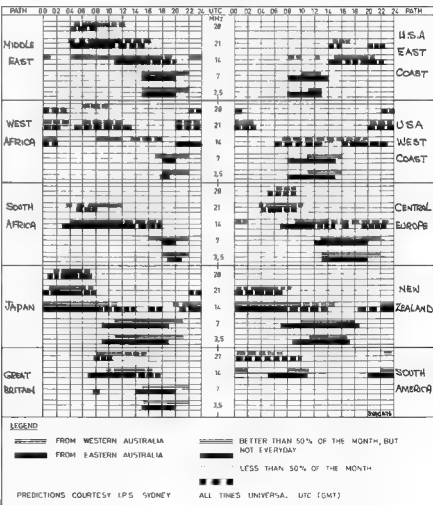 PATH 00 02 04 06 08 10 12 14 16 18 20 22 24 UTC 00 02 04 06 08 10 12 14 16 18 20 22 24 PATH
MHz
28
MIDDLE EAST 21 U.S.A EAST COAST
14
7
3,5
28
WEST AFRICA 21 USA WEST COAST
14
7
3,5
28
SOUTH AFRICA 21 CENTRAL EUROPE
14
7
3,5
28
JAPAN 21 NEW ZEALAND
14
7
3,5
GREAT BRITAIN 21 SOUTH AMERICA
14
7
3,5
LEGEND
FROM WESTERN AUSTRALIA BETTER THAN 50% OF THE MONTH, BUT
FROM EASTERN AUSTRALIA NOT EVERYDAY
LESS THAN 50% OF THE MONTH
PREDICTIONS COURTESY I.P.S SYDNEY ALL TIMES UNIVERSAL UTC (GMT)